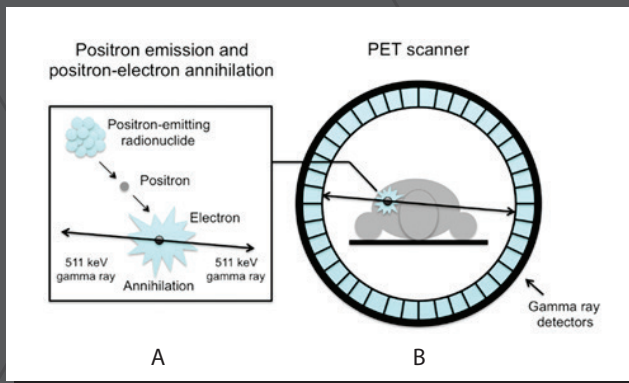 Positron emission and
positron-electron annihilation
PET scanner
Positron-emitting
radionuclide
Positron
Electron
511 keV
gamma ray
511 keV
gamma ray
Annihilation
Gamma ray
detectors
A
B